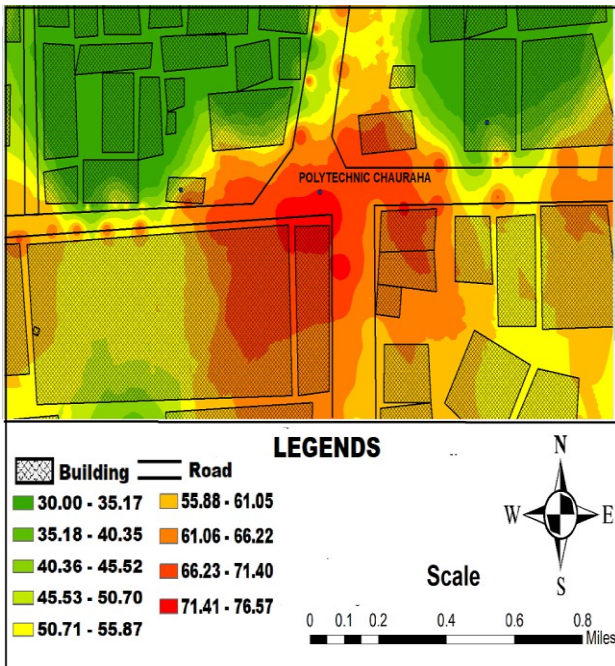 POLYTECHNIC CHAURAHA
LEGENDS
Building
Road
30.00 - 35.17
35.18 - 40.35
40.36 - 45.52
45.53 - 50.70
50.71 - 55.87
55.88 - 61.05
61.06 - 66.22
66.23 - 71.40
71.41 - 76.57
N
W E
S
Scale
0 0.1 0.2 0.4 0.6 0.8
Miles